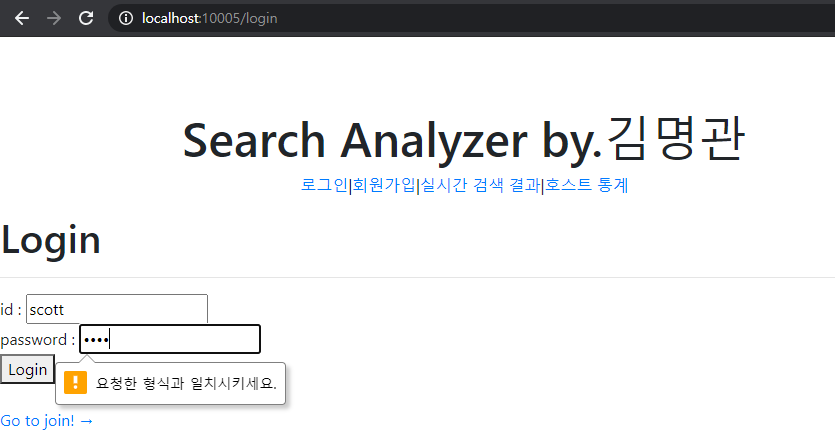 localhost:10005/login
Search Analyzer by.김명관
로그인|회원가입|실시간 검색 결과|호스트 통계
Login
id : scott
password : ••••
Login
! 요청한 형식과 일치시키세요.
Go to join! →